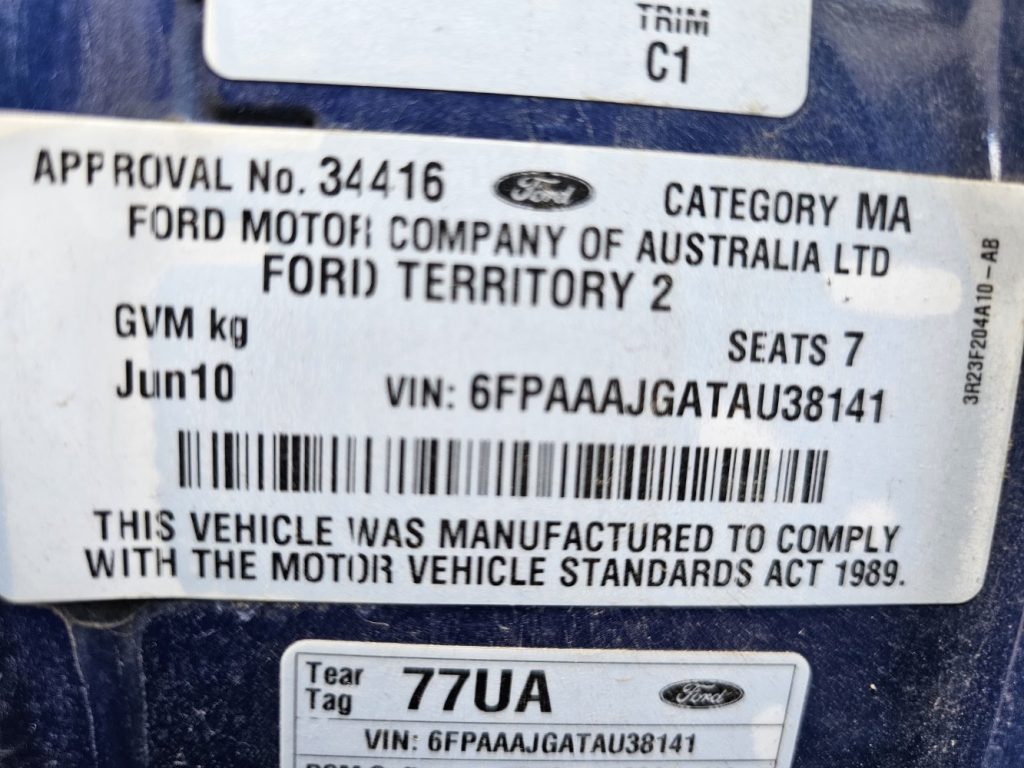 TRIM
C1
APPROVAL No. 34416 Ford CATEGORY MA
FORD MOTOR COMPANY OF AUSTRALIA LTD
FORD TERRITORY 2
GVM kg
SEATS 7
Jun10 VIN: 6FPAAAJGATAU38141
THIS VEHICLE WAS MANUFACTURED TO COMPLY
WITH THE MOTOR VEHICLE STANDARDS ACT 1989.
3R23F204A10-AB
Tear
Tag
77UA Ford
VIN: 6FPAAAJGATAU38141